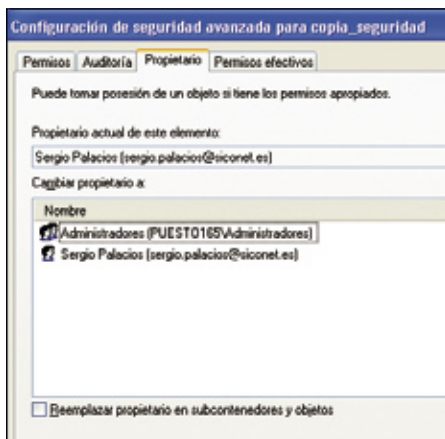 Configuración de seguridad avanzada para copia_seguridad
Permisos Auditoría Propietario Permisos efectivos
Puede tomar posesión de un objeto si tiene los permisos apropiados.
Propietario actual de este elemento:
Sergio Palacios (sergio.palacios@siconet.es)
Cambiar propietario a:
Nombre
Administradores (PUESTO165\Administradores)
Sergio Palacios (sergio.palacios@siconet.es)
Reemplazar propietario en subcontenedores y objetos